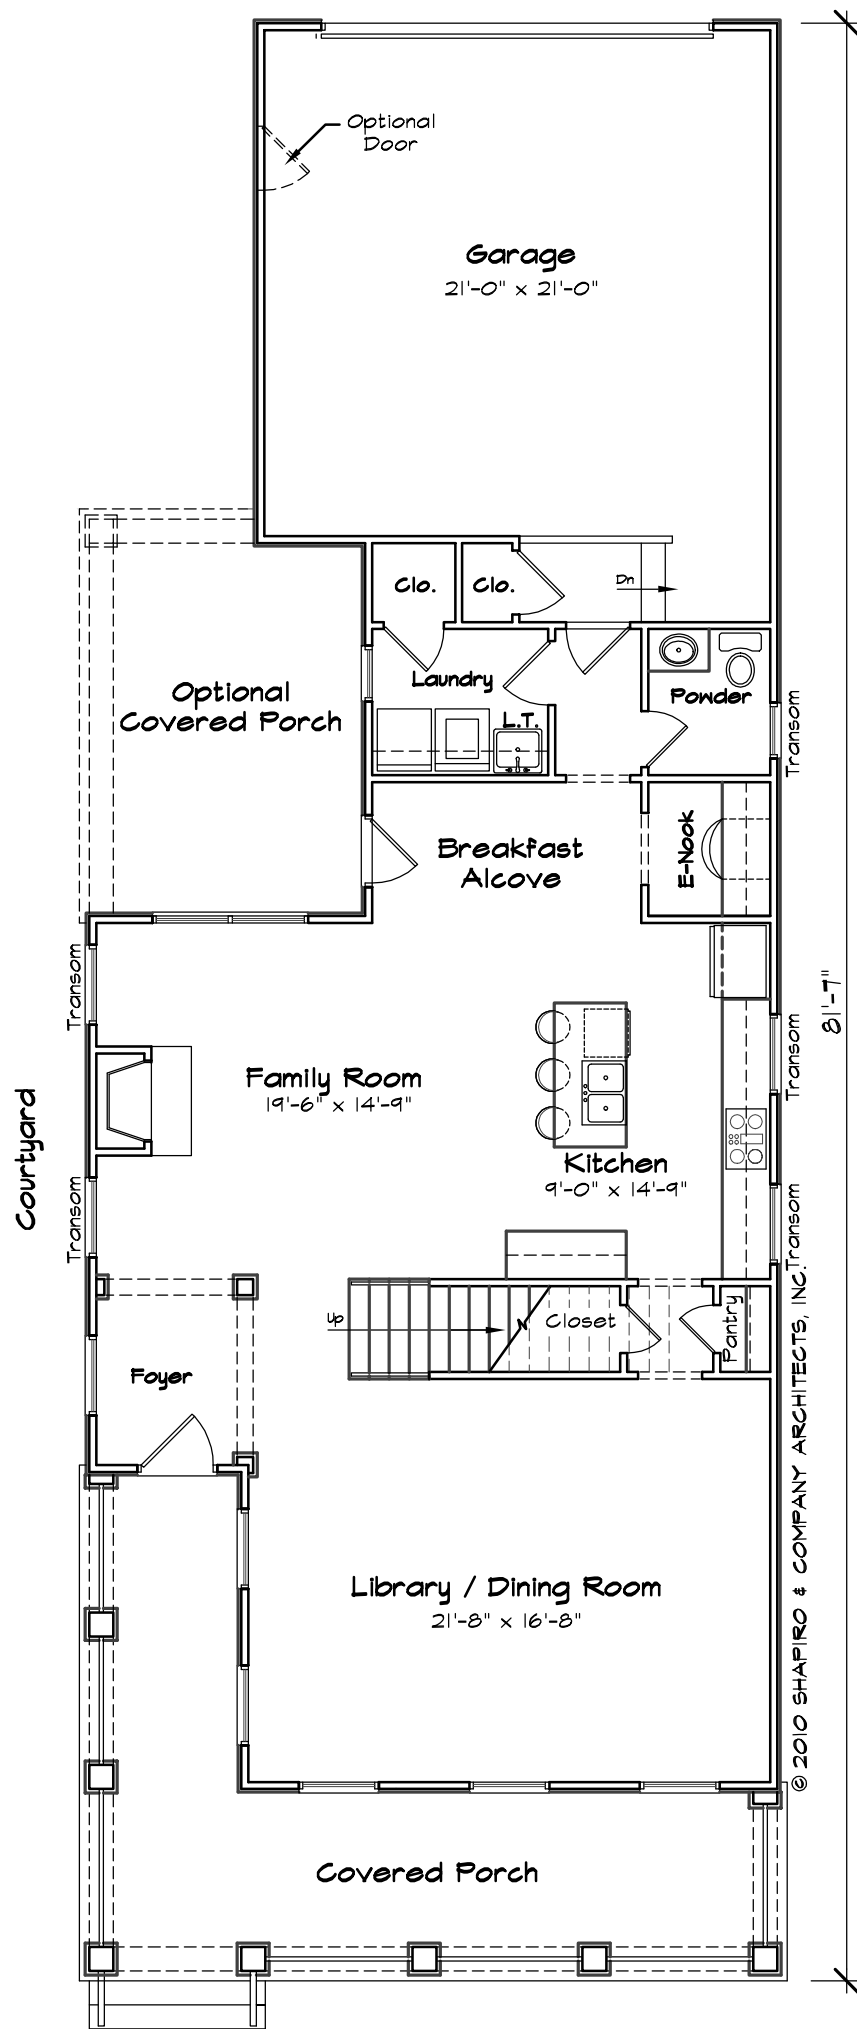 Optional
Door
Garage
21'-0" x 21'-0"
Clo.
Clo.
Dn
Laundry
L.T.
Powder
Transom
Optional
Covered Porch
Breakfast
Alcove
E-Nook
Transom
Family Room
19'-6" x 14'-9"
Courtyard
Transom
Kitchen
9'-0" x 14'-9"
Transom
Transom
81'-7"
Up
Closet
Pantry
Foyer
Library / Dining Room
21'-8" x 16'-8"
© 2010 SHAPIRO & COMPANY ARCHITECTS, INC.
Covered Porch